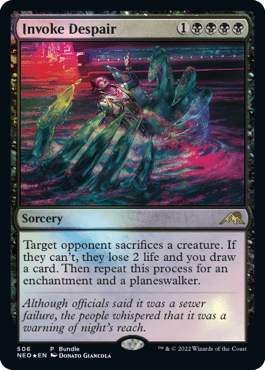 Invoke Despair 1
Sorcery
Target opponent sacrifices a creature. If
they can't, they lose 2 life and you draw
a card. Then repeat this process for an
enchantment and a planeswalker.
Although officials said it was a sewer
failure, the people whispered that it was a
warning of night's reach.
506 P Bundle
NEO★EN DONATO GIANCOLA
™ & © 2022 Wizards of the Coast